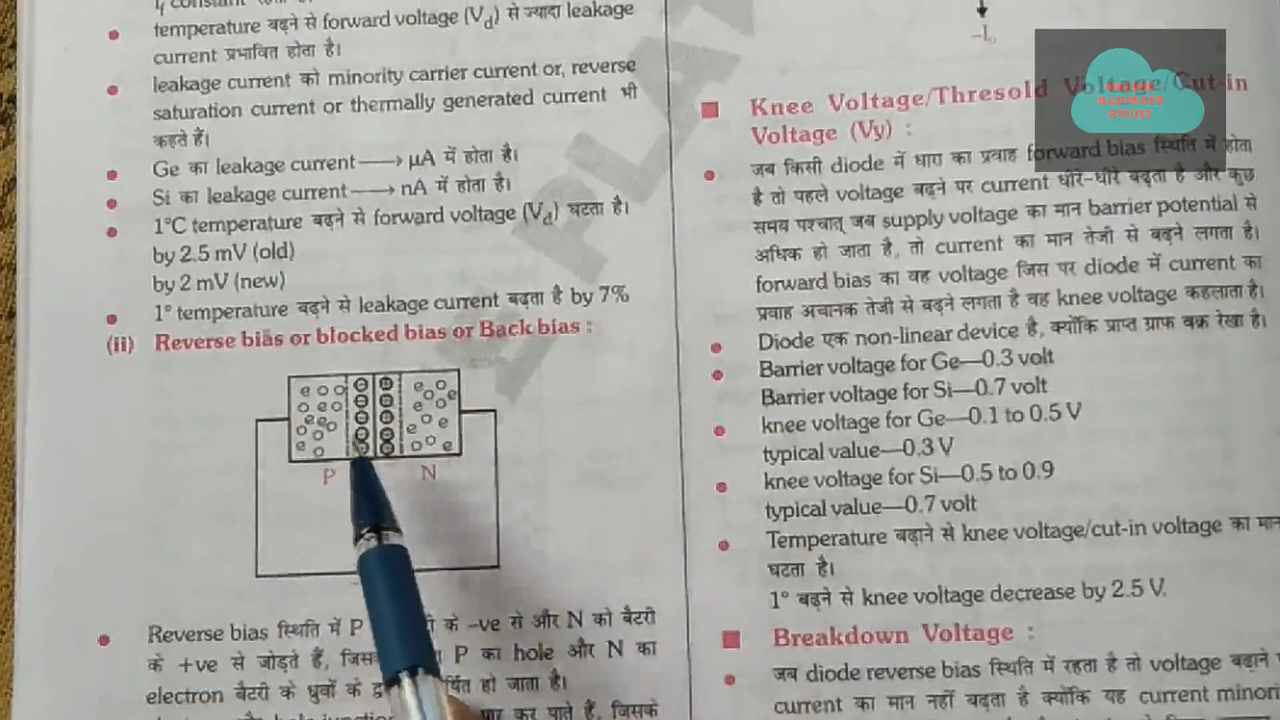 temperature बढ़ने से forward voltage (Vd) से ज्यादा leakage
current प्रभावित होता है।
leakage current को minority carrier current or, reverse
saturation current or thermally generated current भी
कहते हैं।
Ge का leakage current → μA में होता है।
Si का leakage current → nA में होता है।
1°C temperature बढ़ने से forward voltage (Vd) घटता है।
by 2.5 mV (old)
by 2 mV (new)
1° temperature बढ़ने से leakage current बढ़ता है by 7%
(ii) Reverse bias or blocked bias or Back bias :
P N
Reverse bias स्थिति में P के –ve से और N को बैटरी
के +ve से जोड़ते हैं, P का hole और N का
electron बैटरी के ध्रुवों के हो जाता है।
पार कर पाते हैं, जिसके
–I₀
Knee Voltage/Thresold Voltage/Cut-in
Voltage (Vy) :
जब किसी diode में धारा का प्रवाह forward bias स्थिति में होता
है तो पहले voltage बढ़ने पर current धीरे-धीरे बढ़ता है और कुछ
समय पश्चात् जब supply voltage का मान barrier potential से
अधिक हो जाता है, तो current का मान तेजी से बढ़ने लगता है।
forward bias का वह voltage जिस पर diode में current का
प्रवाह अचानक तेजी से बढ़ने लगता है वह knee voltage कहलाता है।
Diode एक non-linear device है, क्योंकि प्राप्त ग्राफ वक्र रेखा है।
Barrier voltage for Ge—0.3 volt
Barrier voltage for Si—0.7 volt
knee voltage for Ge—0.1 to 0.5 V
typical value—0.3 V
knee voltage for Si—0.5 to 0.9
typical value—0.7 volt
Temperature बढ़ाने से knee voltage/cut-in voltage का मान
घटता है।
1° बढ़ने से knee voltage decrease by 2.5 V.
Breakdown Voltage :
जब diode reverse bias स्थिति में रहता है तो voltage बढ़ाने
current का मान नहीं बढ़ता है क्योंकि यह current minori
RAILWAYS
STUDY